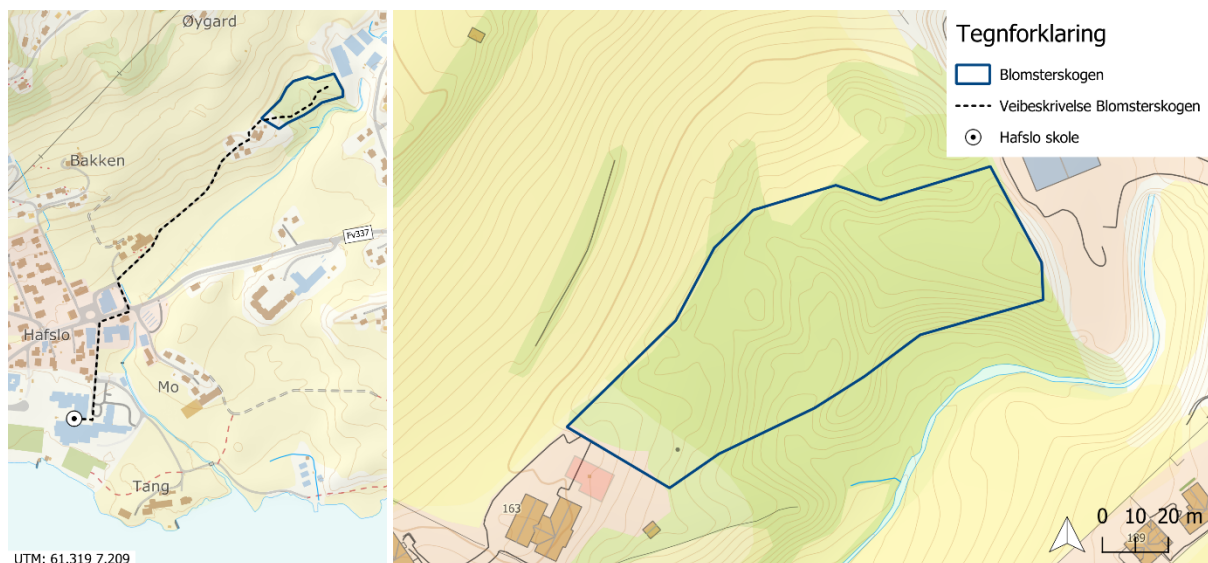 Øygard
Bakken
Fv337
Hafslo
Mo
Tang
UTM: 61.319 7.209
Tegnforklaring
Blomsterskogen
Veibeskrivelse Blomsterskogen
Hafslo skole
163
0 10 20 m
189